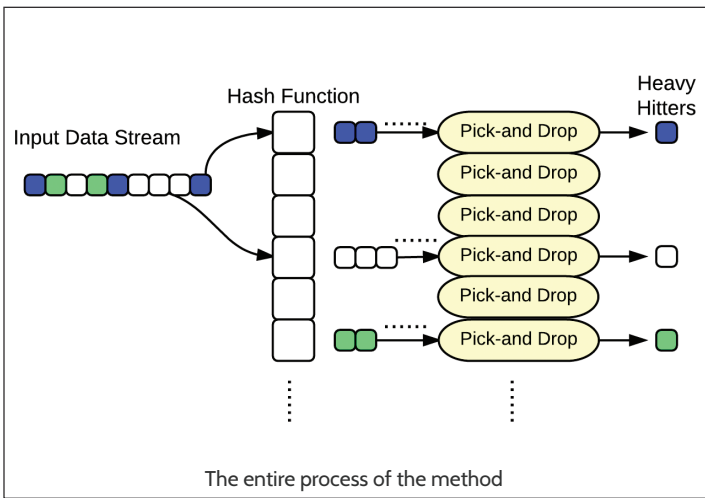 Heavy
Hitters
Hash Function
Input Data Stream
Pick-and Drop
Pick-and Drop
Pick-and Drop
Pick-and Drop
Pick-and Drop
Pick-and Drop
The entire process of the method